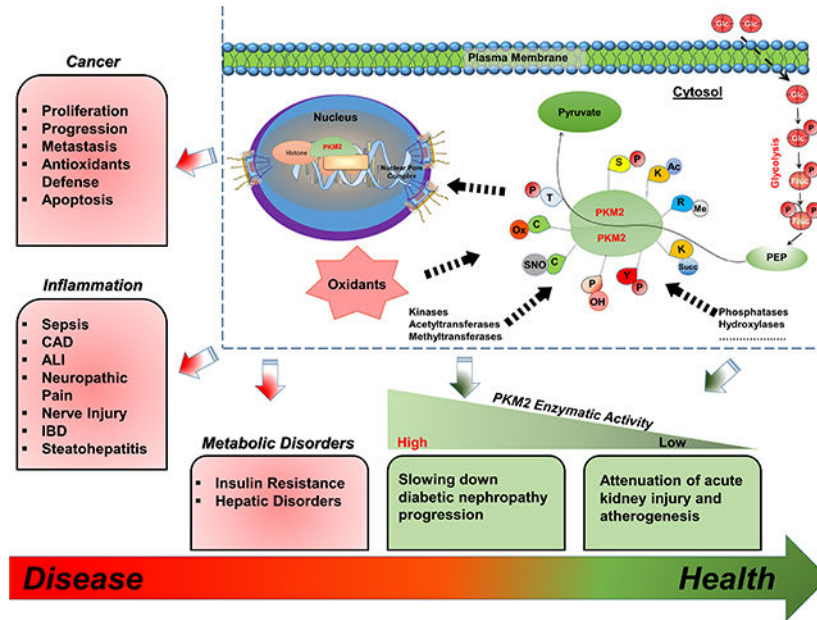 Glc Glc
Plasma Membrane
Cytosol
Cancer
Proliferation
Progression
Metastasis
Antioxidants
Defense
Apoptosis
Nucleus
Histone
PKM2
Nuclear Pore
Complex
Pyruvate
Glc
Glc P
Glycolysis
Fruc P
P P
Fruc
PEP
S P
K Ac
R Me
K
Succ
Y
P
P
OH
SNO C
Ox C
P T
PKM2
PKM2
Oxidants
Kinases
Acetyltransferases
Methyltransferases
Phosphatases
Hydroxylases
.....................
Inflammation
Sepsis
CAD
ALI
Neuropathic
Pain
Nerve Injury
IBD
Steatohepatitis
Metabolic Disorders
Insulin Resistance
Hepatic Disorders
PKM2 Enzymatic Activity
High
Low
Slowing down
diabetic nephropathy
progression
Attenuation of acute
kidney injury and
atherogenesis
Disease
Health